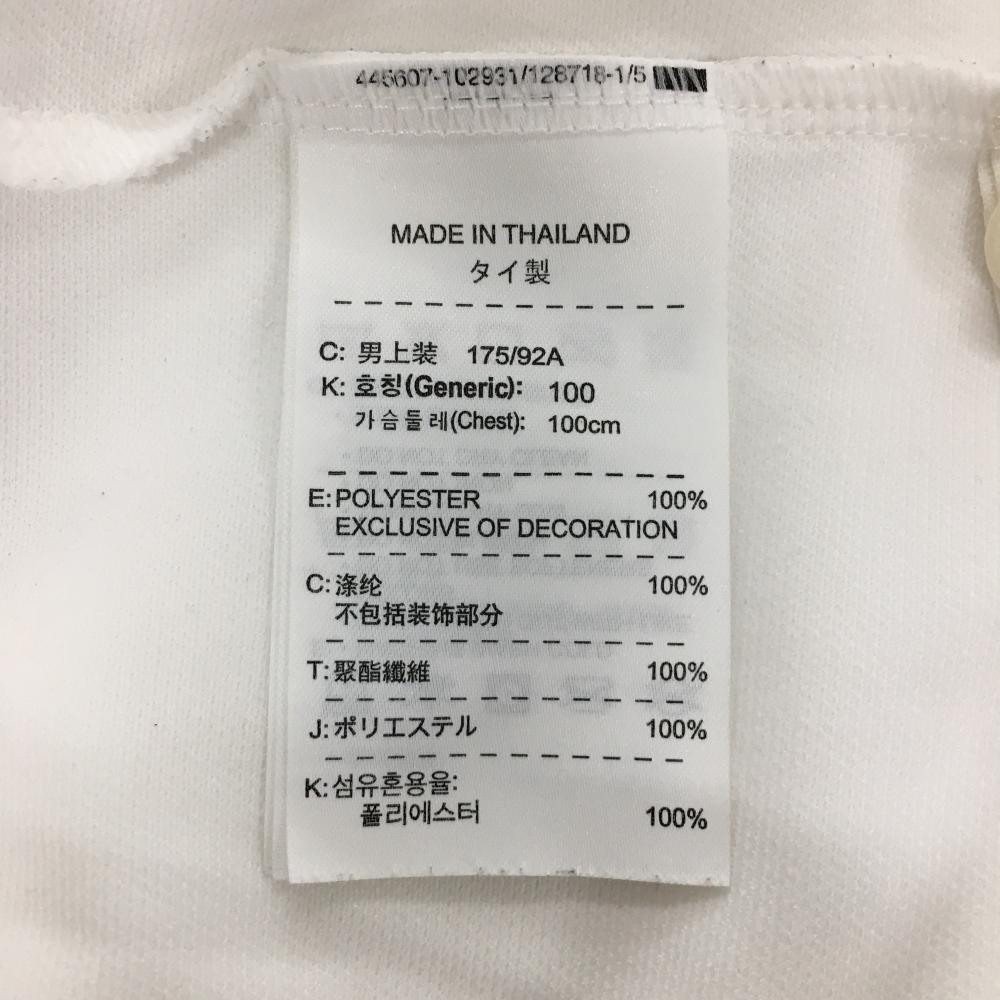 445607-102931/128718-1/5
MADE IN THAILAND
タイ製
C: 男上装 175/92A
K: 호칭(Generic): 100
가슴둘레(Chest): 100cm
E: POLYESTER 100%
EXCLUSIVE OF DECORATION
C: 涤纶 100%
不包括装饰部分
T: 聚酯纖維 100%
J: ポリエステル 100%
K: 섬유혼용율:
폴리에스터 100%